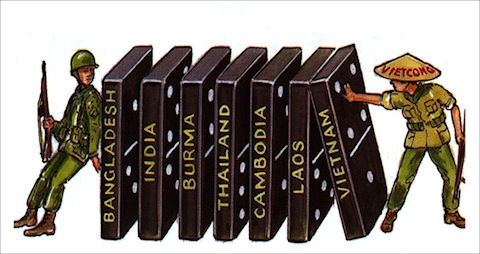 BANGLADESH
INDIA
BURMA
THAILAND
CAMBODIA
LAOS
VIETNAM
VIETCONG